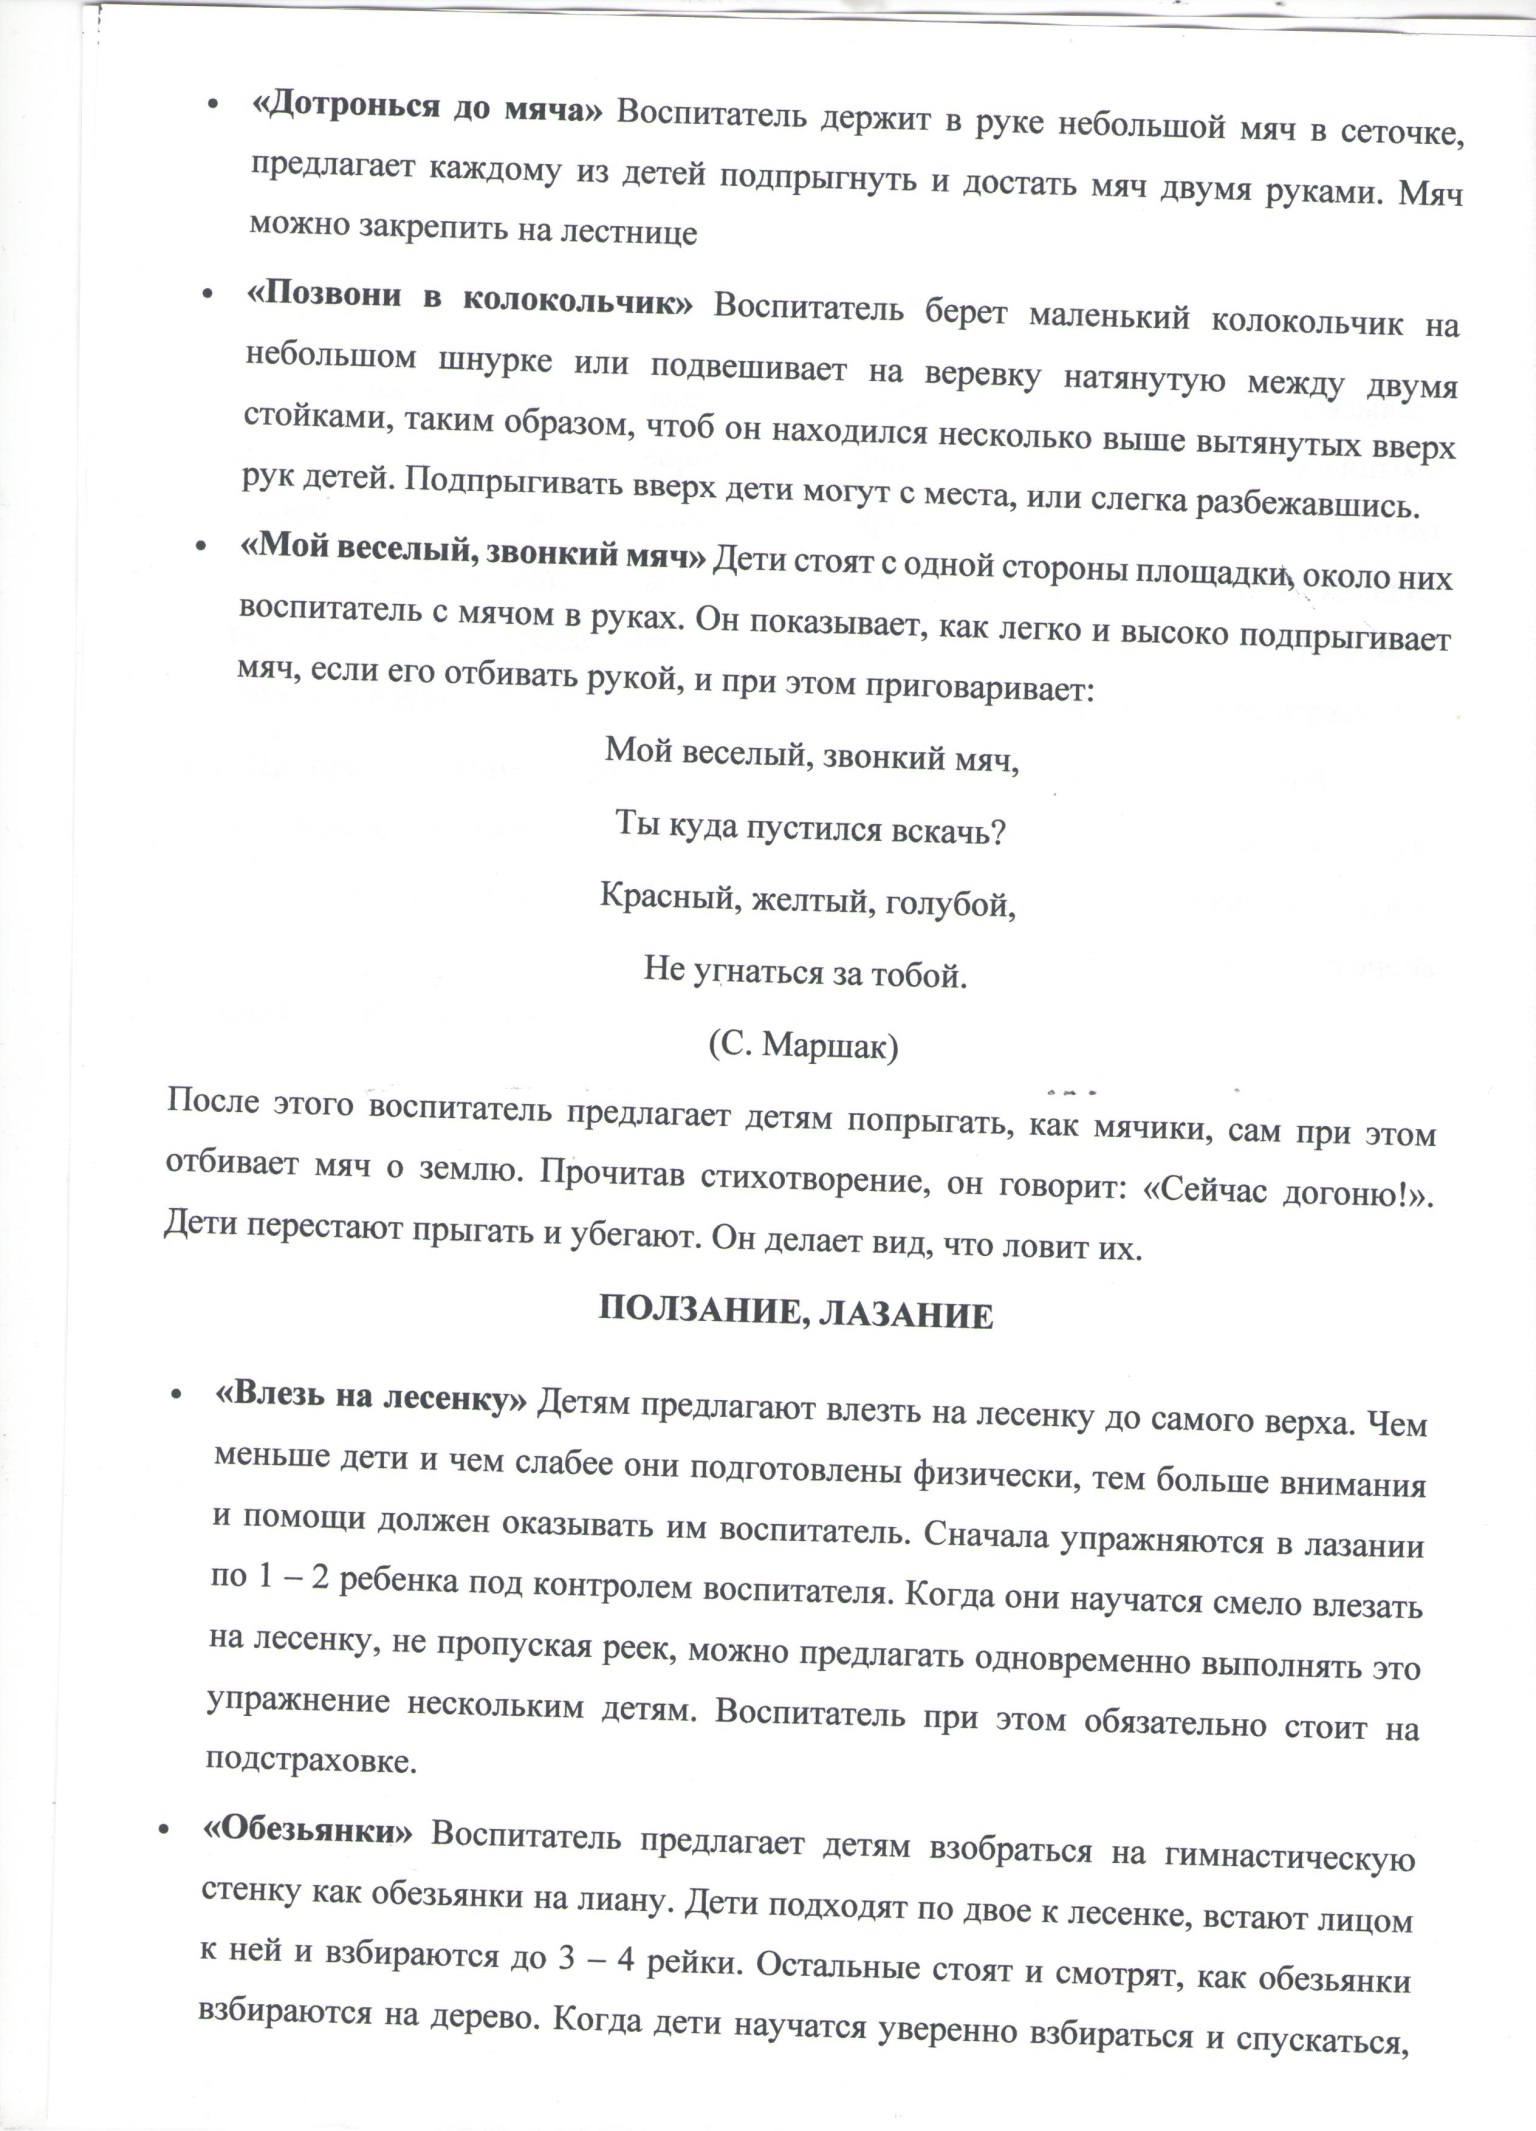 • «Дотронься до мяча» Воспитатель держит в руке небольшой мяч в сеточке,
предлагает каждому из детей подпрыгнуть и достать мяч двумя руками. Мяч
можно закрепить на лестнице
• «Позвони в колокольчик» Воспитатель берет маленький колокольчик на
небольшом шнурке или подвешивает на веревку натянутую между двумя
стойками, таким образом, чтоб он находился несколько выше вытянутых вверх
рук детей. Подпрыгивать вверх дети могут с места, или слегка разбежавшись.
• «Мой веселый, звонкий мяч» Дети стоят с одной стороны площадки, около них
воспитатель с мячом в руках. Он показывает, как легко и высоко подпрыгивает
мяч, если его отбивать рукой, и при этом приговаривает:
Мой веселый, звонкий мяч,
Ты куда пустился вскачь?
Красный, желтый, голубой,
Не угнаться за тобой.
(С. Маршак)
После этого воспитатель предлагает детям попрыгать, как мячики, сам при этом
отбивает мяч о землю. Прочитав стихотворение, он говорит: «Сейчас догоню!».
Дети перестают прыгать и убегают. Он делает вид, что ловит их.
ПОЛЗАНИЕ, ЛАЗАНИЕ
• «Влезь на лесенку» Детям предлагают влезть на лесенку до самого верха. Чем
меньше дети и чем слабее они подготовлены физически, тем больше внимания
и помощи должен оказывать им воспитатель. Сначала упражняются в лазании
по 1 – 2 ребенка под контролем воспитателя. Когда они научатся смело влезать
на лесенку, не пропуская реек, можно предлагать одновременно выполнять это
упражнение нескольким детям. Воспитатель при этом обязательно стоит на
подстраховке.
• «Обезьянки» Воспитатель предлагает детям взобраться на гимнастическую
стенку как обезьянки на лиану. Дети подходят по двое к лесенке, встают лицом
к ней и взбираются до 3 – 4 рейки. Остальные стоят и смотрят, как обезьянки
взбираются на дерево. Когда дети научатся уверенно взбираться и спускаться,